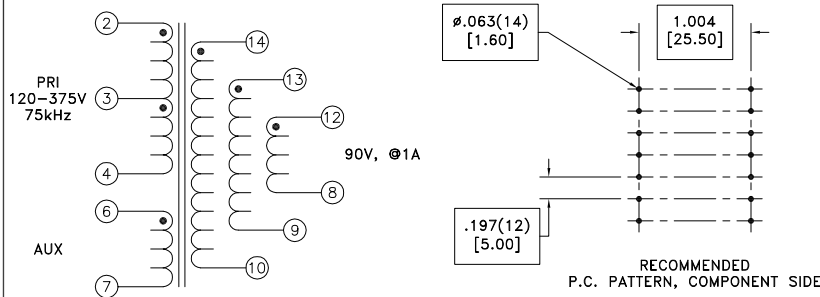 2
14
13
PRI
120-375V
75kHz
3
12
90V, @1A
4
8
6
9
AUX
7
10
ø.063(14)
[1.60]
1.004
[25.50]
.197(12)
[5.00]
RECOMMENDED
P.C. PATTERN, COMPONENT SIDE